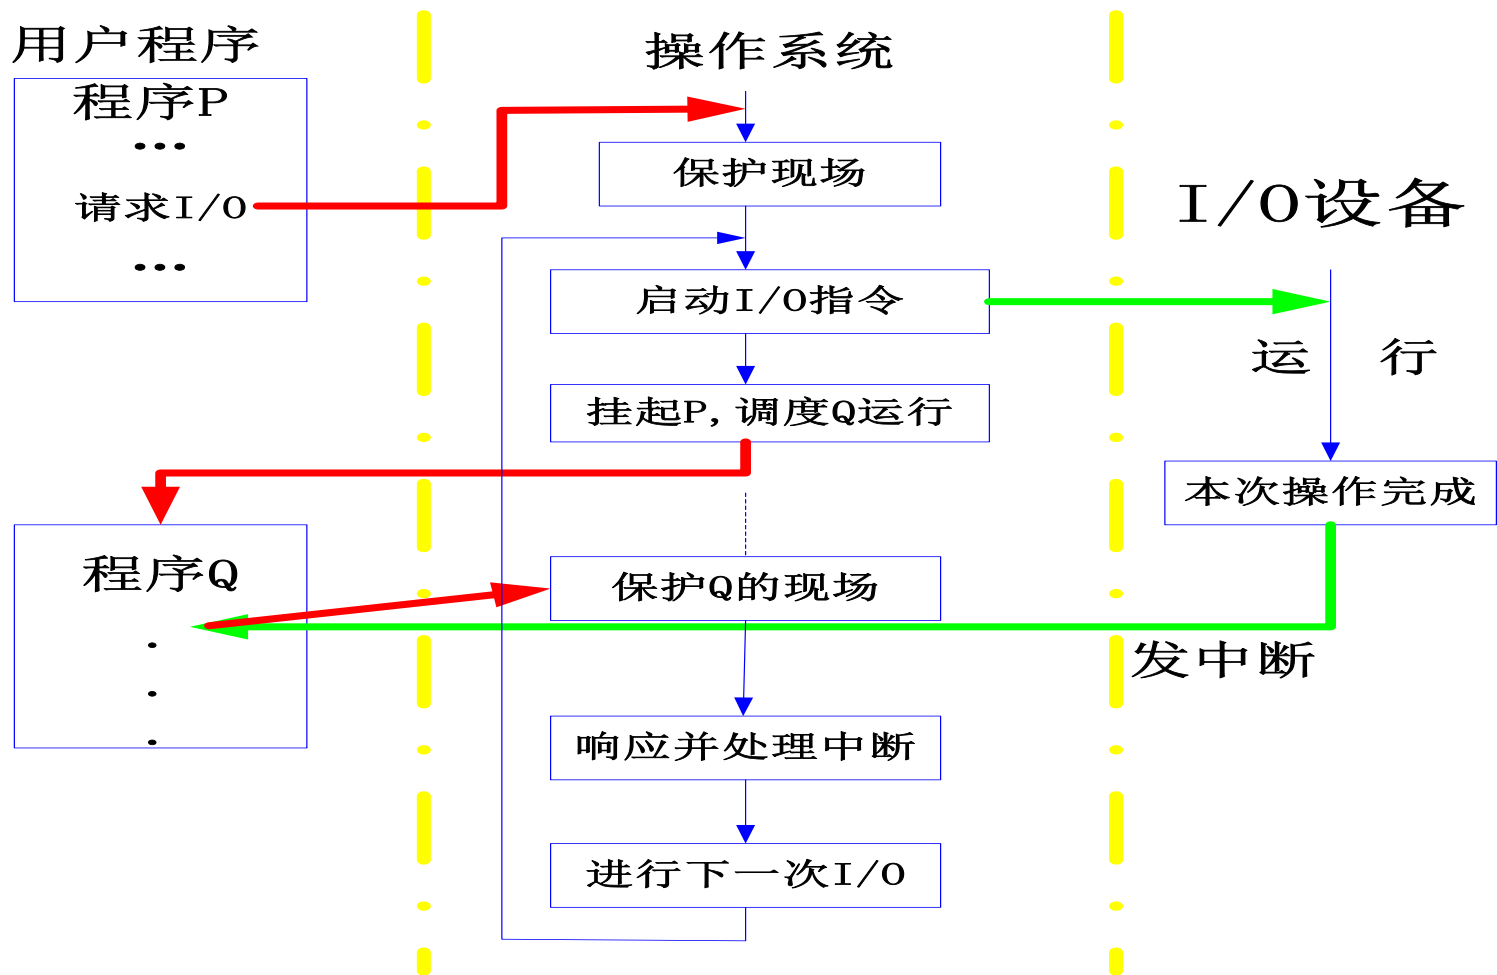 用户程序
程序P
...
请求I/O
...
操作系统
保护现场
启动I/O指令
挂起P,调度Q运行
I/O设备
运 行
本次操作完成
程序Q
.
.
.
保护Q的现场
发中断
响应并处理中断
进行下一次I/O